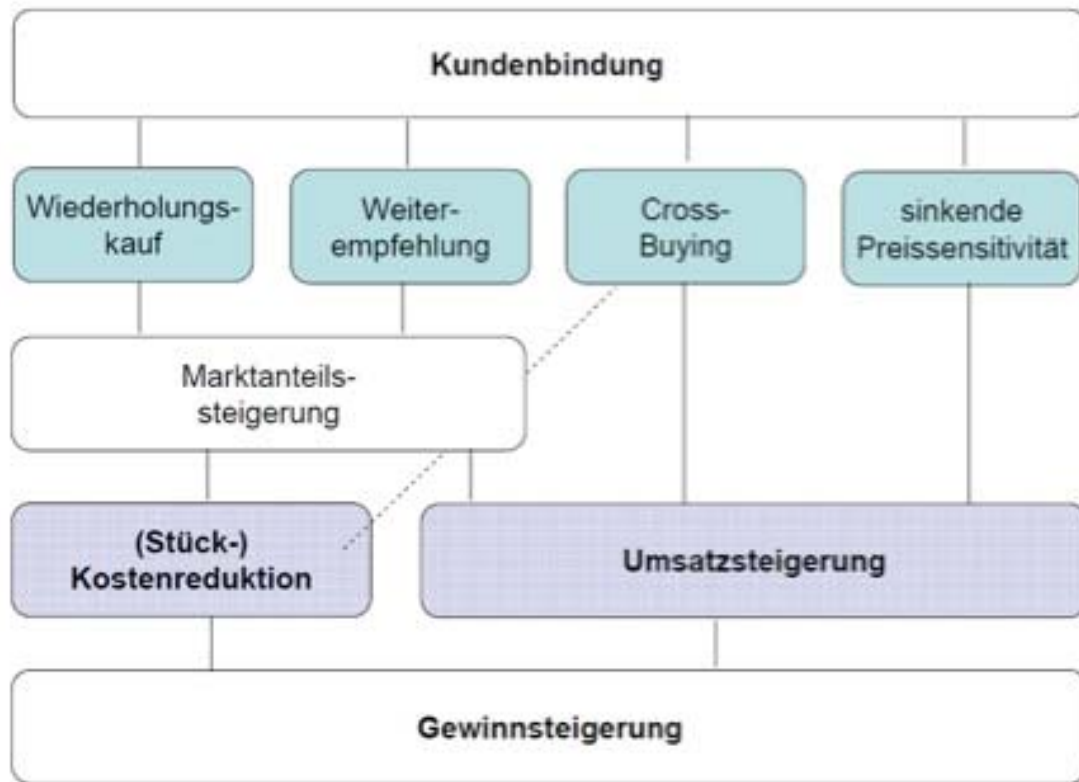 Kundenbindung
Wiederholungs-
kauf
Weiter-
empfehlung
Cross-
Buying
sinkende
Preissensitivität
Marktanteils-
steigerung
(Stück-)
Kostenreduktion
Umsatzsteigerung
Gewinnsteigerung